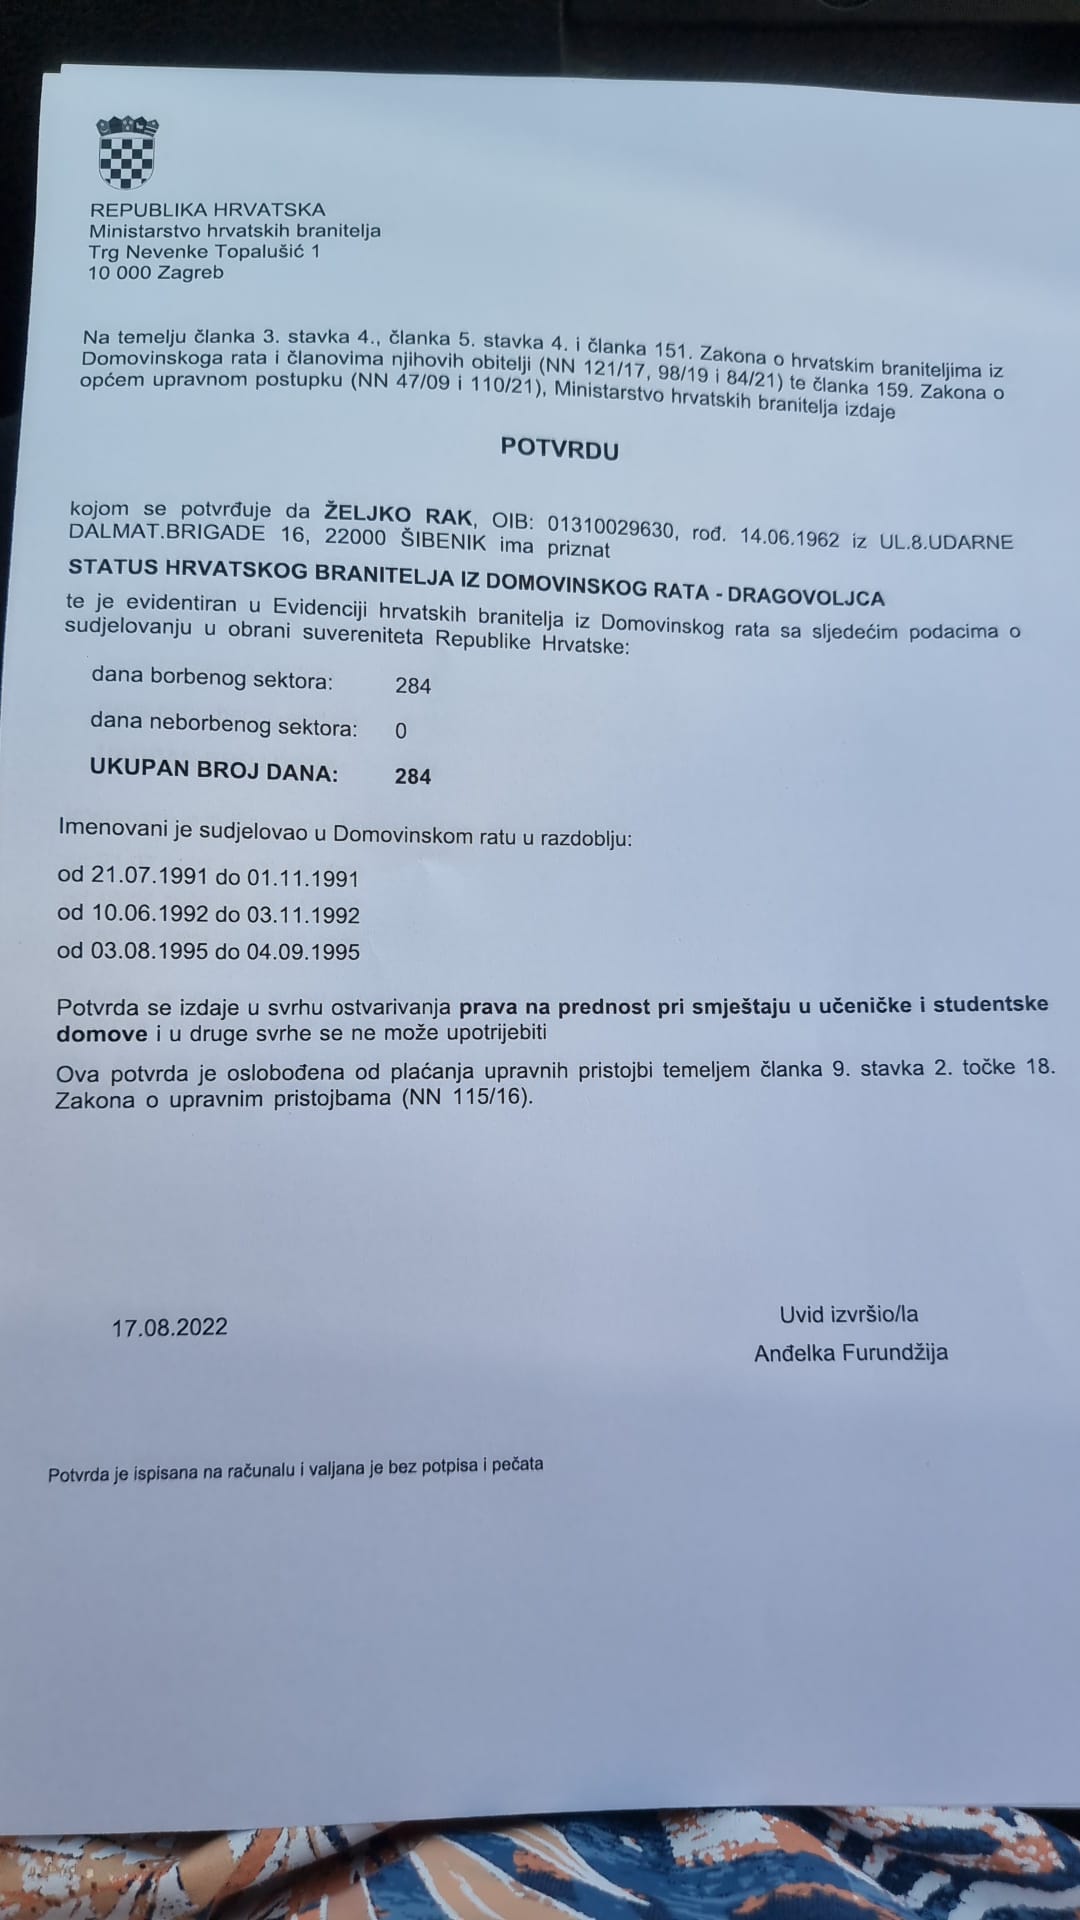 REPUBLIKA HRVATSKA
Ministarstvo hrvatskih branitelja
Trg Nevenke Topalušić 1
10 000 Zagreb
Na temelju članka 3. stavka 4., članka 5. stavka 4. i članka 151. Zakona o hrvatskim braniteljima iz
Domovinskoga rata i članovima njihovih obitelji (NN 121/17, 98/19 i 84/21) te članka 159. Zakona o
općem upravnom postupku (NN 47/09 i 110/21), Ministarstvo hrvatskih branitelja izdaje
POTVRDU
kojom se potvrđuje da ŽELJKO RAK, OIB: 01310029630, rođ. 14.06.1962 iz UL.8.UDARNE
DALMAT.BRIGADE 16, 22000 ŠIBENIK ima priznat
STATUS HRVATSKOG BRANITELJA IZ DOMOVINSKOG RATA - DRAGOVOLJCA
te je evidentiran u Evidenciji hrvatskih branitelja iz Domovinskog rata sa sljedećim podacima o
sudjelovanju u obrani suvereniteta Republike Hrvatske:
dana borbenog sektora: 284
dana neborbenog sektora: 0
UKUPAN BROJ DANA: 284
Imenovani je sudjelovao u Domovinskom ratu u razdoblju:
od 21.07.1991 do 01.11.1991
od 10.06.1992 do 03.11.1992
od 03.08.1995 do 04.09.1995
Potvrda se izdaje u svrhu ostvarivanja prava na prednost pri smještaju u učeničke i studentske
domove i u druge svrhe se ne može upotrijebiti
Ova potvrda je oslobođena od plaćanja upravnih pristojbi temeljem članka 9. stavka 2. točke 18.
Zakona o upravnim pristojbama (NN 115/16).
17.08.2022
Uvid izvršio/la
Anđelka Furundžija
Potvrda je ispisana na računalu i valjana je bez potpisa i pečata